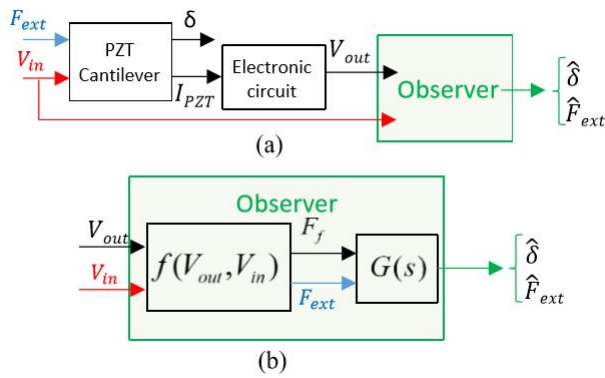 F_ext
V_in
PZT
Cantilever
δ
I_PZT
Electronic
circuit
V_out
Observer
δ̂
F̂_ext
(a)
Observer
V_out
V_in
f(V_out,V_in)
F_f
F_ext
G(s)
δ̂
F̂_ext
(b)